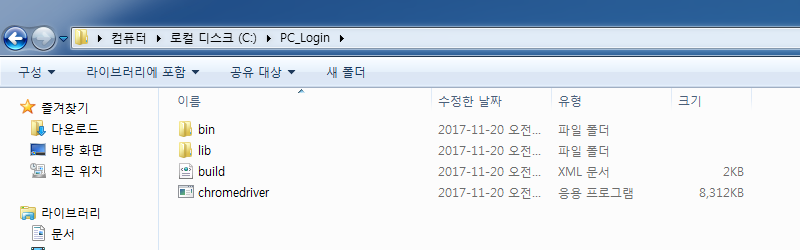 컴퓨터 로컬 디스크 (C:) PC_Login
구성 라이브러리에 포함 공유 대상 새 폴더
즐겨찾기
다운로드
바탕 화면
최근 위치
라이브러리
문서
이름 수정한 날짜 유형 크기
bin 2017-11-20 오전... 파일 폴더
lib 2017-11-20 오전... 파일 폴더
build 2017-11-20 오전... XML 문서 2KB
chromedriver 2017-11-20 오전... 응용 프로그램 8,312KB